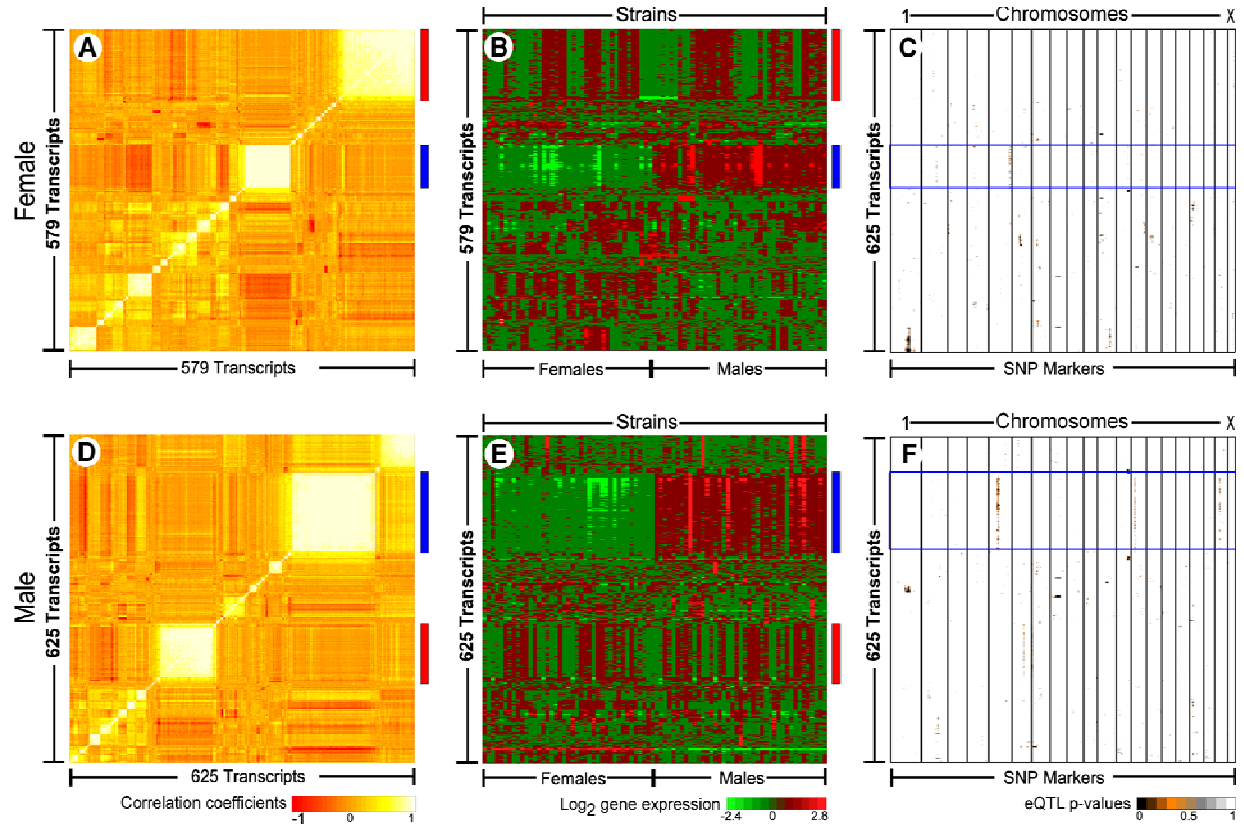 Strains
1 Chromosomes X
A
B
C
Female
579 Transcripts
579 Transcripts
625 Transcripts
579 Transcripts
Females Males
SNP Markers
Strains
1 Chromosomes X
D
E
F
Male
625 Transcripts
625 Transcripts
625 Transcripts
625 Transcripts
Females Males
SNP Markers
Correlation coefficients
-1 0 1
Log2 gene expression
-2.4 0 2.8
eQTL p-values
0 0.5 1